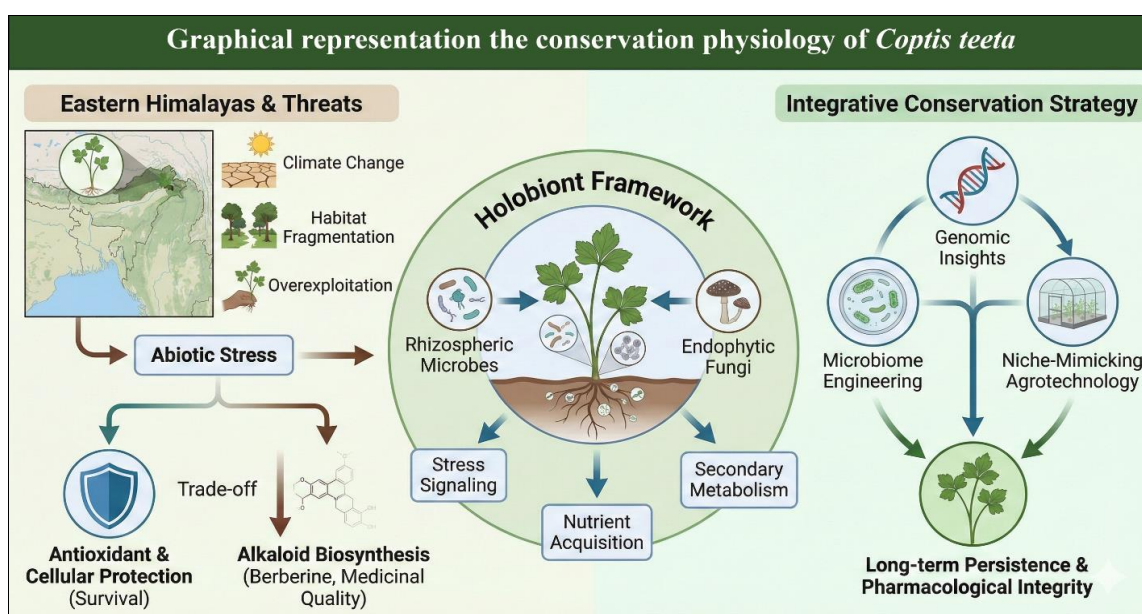 Graphical representation the conservation physiology of Coptis teeta
Eastern Himalayas & Threats
Climate Change
Habitat
Fragmentation
Overexploitation
Abiotic Stress
Trade-off
Antioxidant &
Cellular Protection
(Survival)
Alkaloid Biosynthesis
(Berberine, Medicinal
Quality)
Holobiont Framework
Rhizospheric
Microbes
Endophytic
Fungi
Stress
Signaling
Nutrient
Acquisition
Secondary
Metabolism
Integrative Conservation Strategy
Genomic
Insights
Microbiome
Engineering
Niche-Mimicking
Agrotechnology
Long-term Persistence &
Pharmacological Integrity